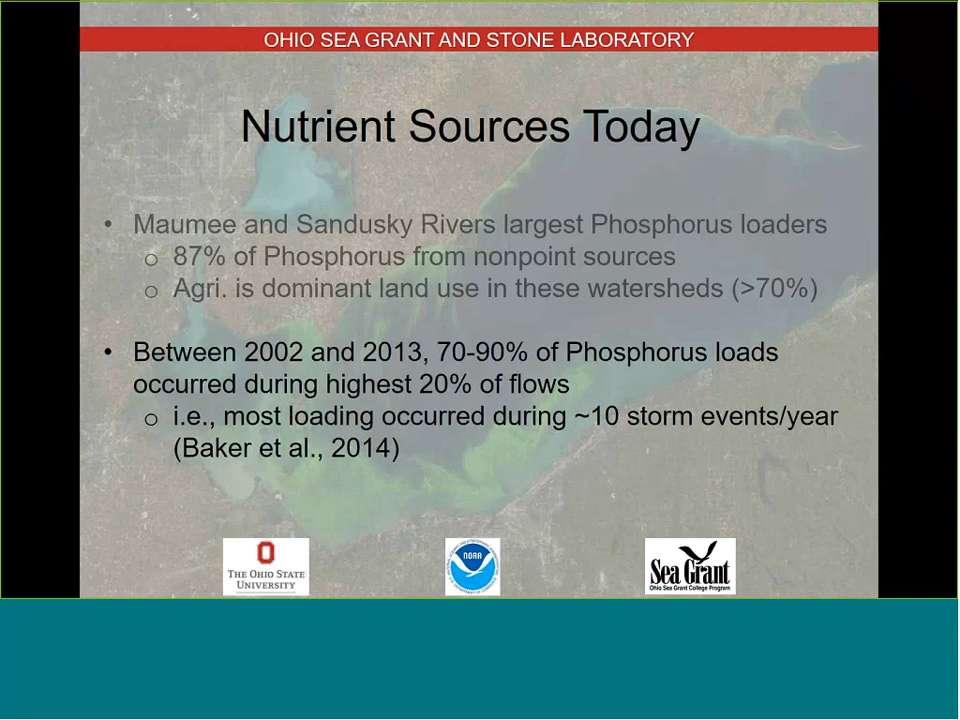 OHIO SEA GRANT AND STONE LABORATORY
Nutrient Sources Today
• Maumee and Sandusky Rivers largest Phosphorus loaders
o 87% of Phosphorus from nonpoint sources
o Agri. is dominant land use in these watersheds (>70%)
• Between 2002 and 2013, 70-90% of Phosphorus loads
occurred during highest 20% of flows
o i.e., most loading occurred during ~10 storm events/year
(Baker et al., 2014)
THE OHIO STATE
UNIVERSITY
NOAA
Sea Grant
Ohio Sea Grant College Program